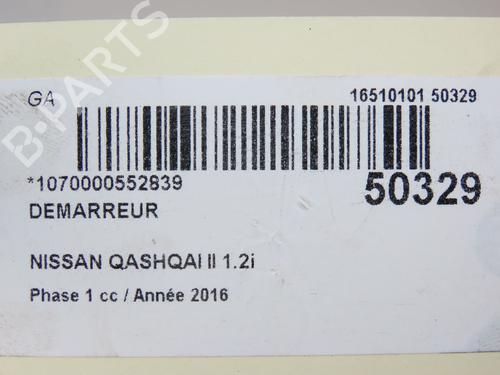 GA
16510101 50329
*1070000552839
50329
DEMARREUR
NISSAN QASHQAI II 1.2i
Phase 1 cc / Année 2016
B-PARTS